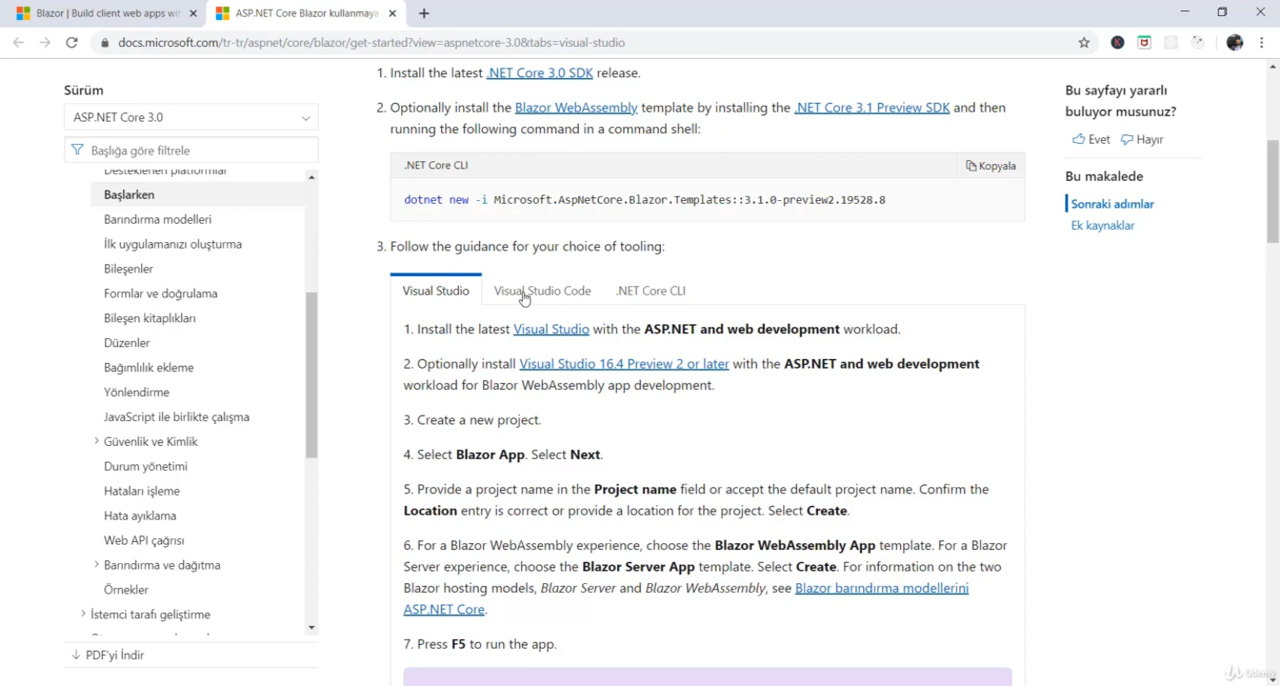 Blazor | Build client web apps wit
ASP.NET Core Blazor kullanmaya
docs.microsoft.com/tr-tr/aspnet/core/blazor/get-started?view=aspnetcore-3.0&tabs=visual-studio
Sürüm
ASP.NET Core 3.0
Başlığa göre filtrele
Desteklenen platformlar
Başlarken
Barındırma modelleri
İlk uygulamanızı oluşturma
Bileşenler
Formlar ve doğrulama
Bileşen kitaplıkları
Düzenler
Bağımlılık ekleme
Yönlendirme
JavaScript ile birlikte çalışma
Güvenlik ve Kimlik
Durum yönetimi
Hataları işleme
Hata ayıklama
Web API çağrısı
Barındırma ve dağıtma
Örnekler
İstemci tarafı geliştirme
PDF'yi İndir
1. Install the latest .NET Core 3.0 SDK release.
2. Optionally install the Blazor WebAssembly template by installing the .NET Core 3.1 Preview SDK and then
running the following command in a command shell:
.NET Core CLI
Kopyala
dotnet new -i Microsoft.AspNetCore.Blazor.Templates::3.1.0-preview2.19528.8
3. Follow the guidance for your choice of tooling:
Visual Studio
Visual Studio Code
.NET Core CLI
1. Install the latest Visual Studio with the ASP.NET and web development workload.
2. Optionally install Visual Studio 16.4 Preview 2 or later with the ASP.NET and web development
workload for Blazor WebAssembly app development.
3. Create a new project.
4. Select Blazor App. Select Next.
5. Provide a project name in the Project name field or accept the default project name. Confirm the
Location entry is correct or provide a location for the project. Select Create.
6. For a Blazor WebAssembly experience, choose the Blazor WebAssembly App template. For a Blazor
Server experience, choose the Blazor Server App template. Select Create. For information on the two
Blazor hosting models, Blazor Server and Blazor WebAssembly, see Blazor barındırma modellerini
ASP.NET Core.
7. Press F5 to run the app.
Bu sayfayı yararlı
buluyor musunuz?
Evet
Hayır
Bu makalede
Sonraki adımlar
Ek kaynaklar
Udemy